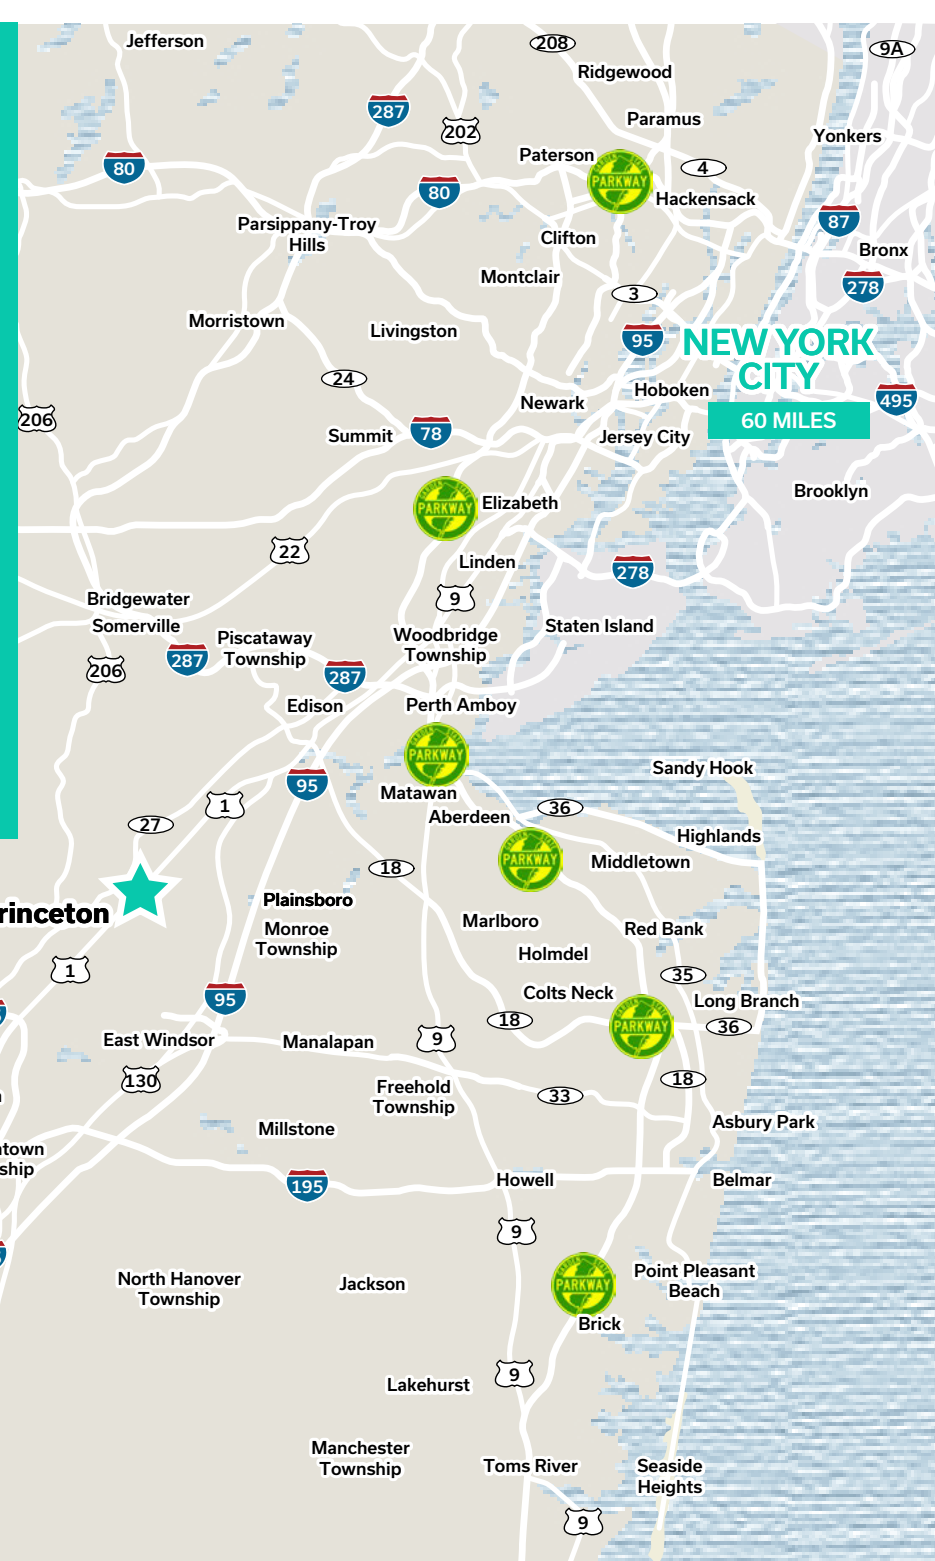 Jefferson
208
9A
Ridgewood
287
Paramus
202
Yonkers
Paterson
80
4
PARKWAY
80
Hackensack
Parsippany-Troy
Hills
87
Clifton
Bronx
Montclair
278
3
Morristown
Livingston
95
NEW YORK
CITY
24
Hoboken
495
Newark
206
60 MILES
Summit
78
Jersey City
Brooklyn
GARDEN STATE
PARKWAY
Elizabeth
22
Linden
278
9
Bridgewater
Somerville
Staten Island
Piscataway
Township
Woodbridge
Township
287
206
287
Edison
Perth Amboy
PARKWAY
Sandy Hook
95
Matawan
1
36
Aberdeen
27
Highlands
PARKWAY
Middletown
18
Plainsboro
rinceton
Marlboro
Monroe
Township
Red Bank
Holmdel
1
35
Colts Neck
95
Long Branch
18
PARKWAY
36
East Windsor
Manalapan
9
130
18
Freehold
Township
33
Asbury Park
Millstone
ntown
ship
195
Howell
Belmar
9
North Hanover
Township
Jackson
PARKWAY
Point Pleasant
Beach
Brick
9
Lakehurst
Manchester
Township
Toms River
Seaside
Heights
9